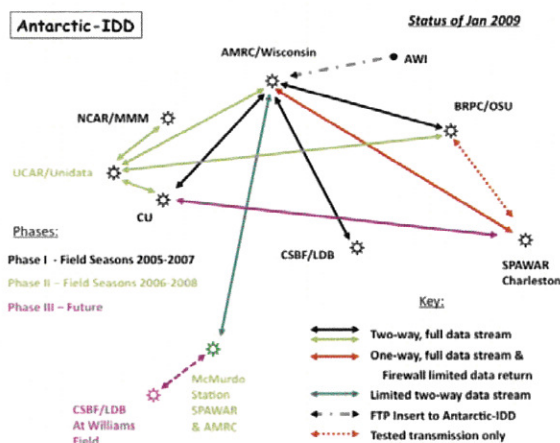 Antarctic-IDD
Status of Jan 2009
AMRC/Wisconsin
AWI
NCAR/MMM
BRPC/OSU
UCAR/Unidata
CU
CSBF/LDB
SPAWAR
Charleston
Phases:
Phase I - Field Seasons 2005-2007
Phase II - Field Seasons 2006-2008
Phase III – Future
Key:
Two-way, full data stream
One-way, full data stream &
Firewall limited data return
Limited two-way data stream
FTP Insert to Antarctic-IDD
Tested transmission only
McMurdo
Station
SPAWAR
& AMRC
CSBF/LDB
At Williams
Field